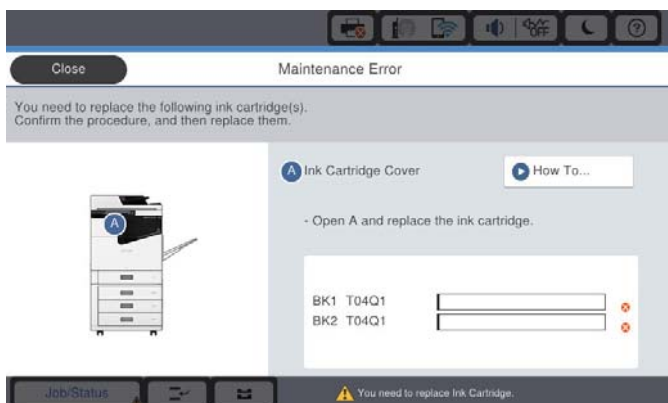 OFF
Close
Maintenance Error
You need to replace the following ink cartridge(s).
Confirm the procedure, and then replace them.
A Ink Cartridge Cover
How To...
A
- Open A and replace the ink cartridge.
BK1 T04Q1
BK2 T04Q1
Job/Status
You need to replace Ink Cartridge.